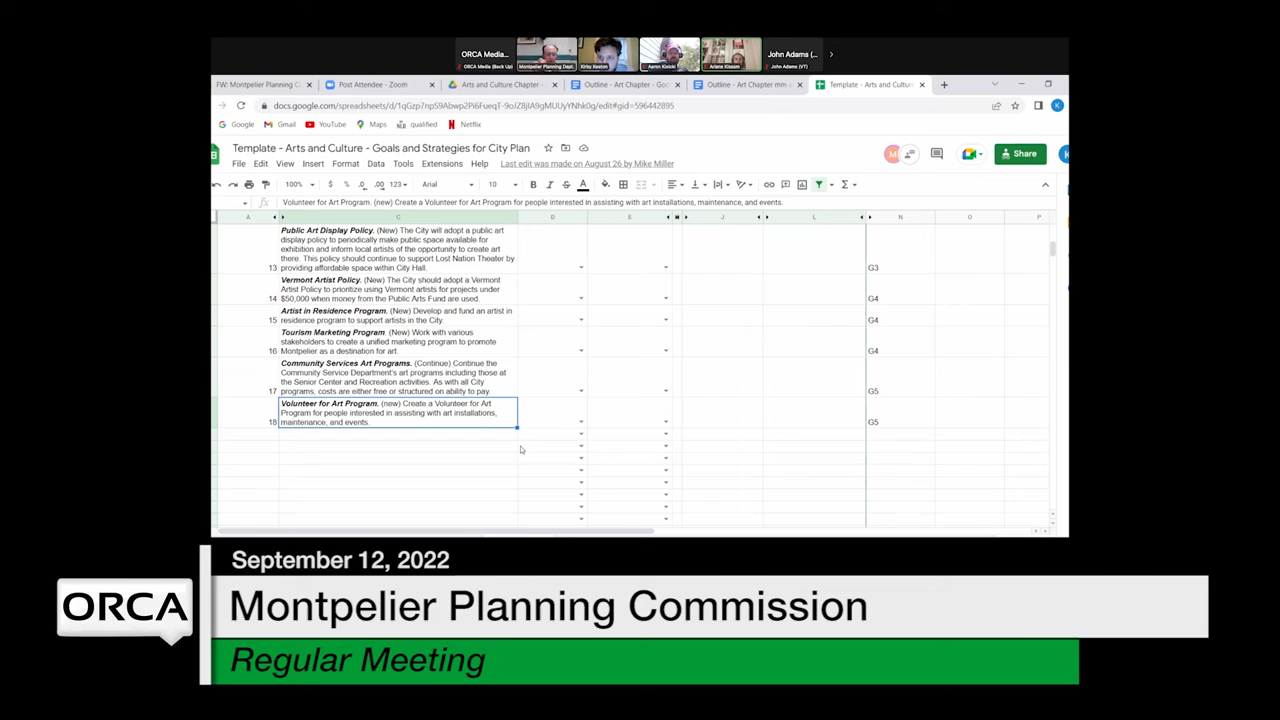 ORCA Media... Montpelier Planning Dept. Kirby Keaton Aaron Kisicki Ariane Kissam John Adams (...
ORCA Media (Back Up) John Adams (VT)
FW: Montpelier Planning C Post Attendee - Zoom Arts and Culture Chapter - Outline - Art Chapter - Go Outline - Art Chapter mm o Template - Arts and Culture
docs.google.com/spreadsheets/d/
Google Gmail YouTube Maps qualified Netflix
Template - Arts and Culture - Goals and Strategies for City Plan
File Edit View Insert Format Data Tools Extensions Help Last edit was made on August 26 by Mike Miller
Share
100% $ % .0 .00 123 Arial 10 B I S A
Volunteer for Art Program. (new) Create a Volunteer for Art Program for people interested in assisting with art installations, maintenance, and events.
A C D E J L N O P
Public Art Display Policy. (New) The City will adopt a public art
display policy to periodically make public space available for
exhibition and inform local artists of the opportunity to create art
there. This policy should continue to support Lost Nation Theater by
13 providing affordable space within City Hall. G3
Vermont Artist Policy. (New) The City should adopt a Vermont
Artist Policy to prioritize using Vermont artists for projects under
14 $50,000 when money from the Public Arts Fund are used. G4
Artist in Residence Program. (New) Develop and fund an artist in
15 residence program to support artists in the City. G4
Tourism Marketing Program. (New) Work with various
stakeholders to create a unified marketing program to promote
16 Montpelier as a destination for art. G4
Community Services Art Programs. (Continue) Continue the
Community Service Department's art programs including those at
the Senior Center and Recreation activities. As with all City
17 programs, costs are either free or structured on ability to pay. G5
Volunteer for Art Program. (new) Create a Volunteer for Art
Program for people interested in assisting with art installations,
18 maintenance, and events. G5
September 12, 2022
ORCA
Montpelier Planning Commission
Regular Meeting